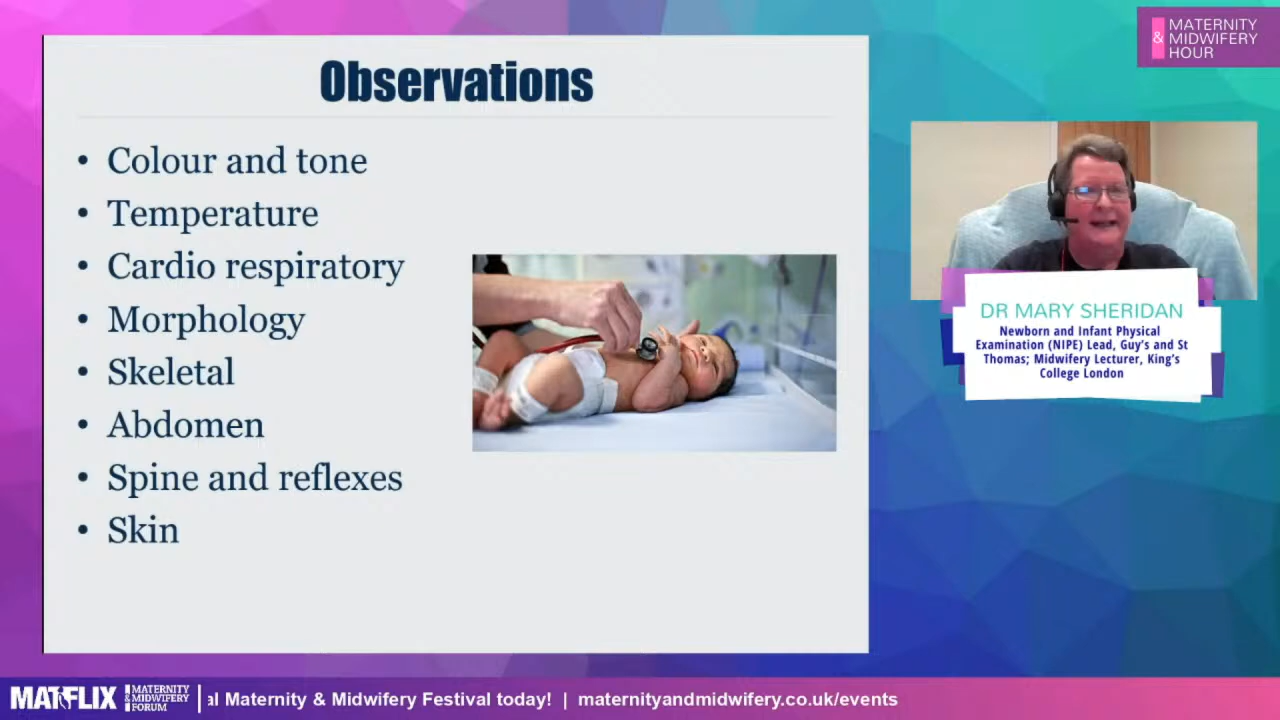 MATERNITY
& MIDWIFERY
HOUR
Observations
• Colour and tone
• Temperature
• Cardio respiratory
• Morphology
• Skeletal
• Abdomen
• Spine and reflexes
• Skin
DR MARY SHERIDAN
Newborn and Infant Physical
Examination (NIPE) Lead, Guy's and St
Thomas; Midwifery Lecturer, King's
College London
MATFLIX
MATERNITY
& MIDWIFERY
FORUM
al Maternity & Midwifery Festival today! | maternityandmidwifery.co.uk/events